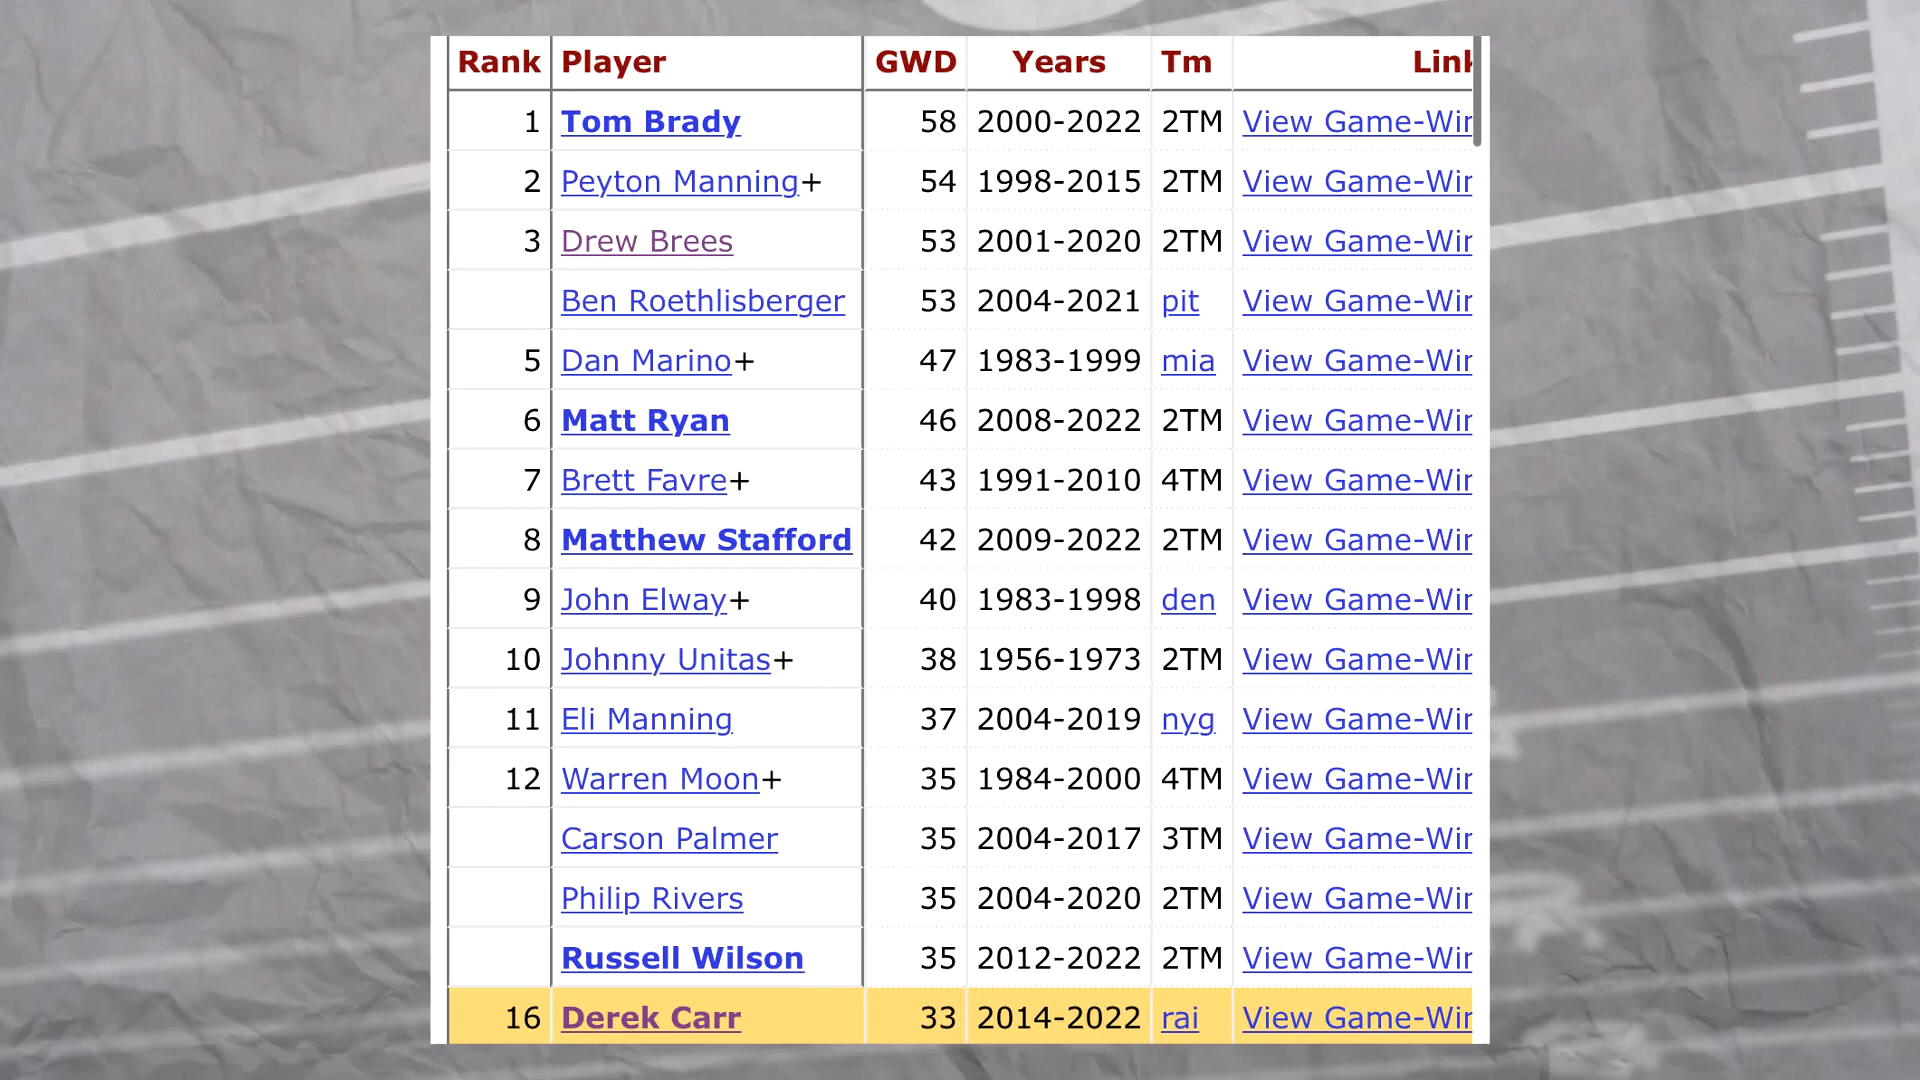 Rank Player GWD Years Tm Link
1 Tom Brady 58 2000-2022 2TM View Game-Wir
2 Peyton Manning+ 54 1998-2015 2TM View Game-Wir
3 Drew Brees 53 2001-2020 2TM View Game-Wir
Ben Roethlisberger 53 2004-2021 pit View Game-Wir
5 Dan Marino+ 47 1983-1999 mia View Game-Wir
6 Matt Ryan 46 2008-2022 2TM View Game-Wir
7 Brett Favre+ 43 1991-2010 4TM View Game-Wir
8 Matthew Stafford 42 2009-2022 2TM View Game-Wir
9 John Elway+ 40 1983-1998 den View Game-Wir
10 Johnny Unitas+ 38 1956-1973 2TM View Game-Wir
11 Eli Manning 37 2004-2019 nyg View Game-Wir
12 Warren Moon+ 35 1984-2000 4TM View Game-Wir
Carson Palmer 35 2004-2017 3TM View Game-Wir
Philip Rivers 35 2004-2020 2TM View Game-Wir
Russell Wilson 35 2012-2022 2TM View Game-Wir
16 Derek Carr 33 2014-2022 rai View Game-Wir